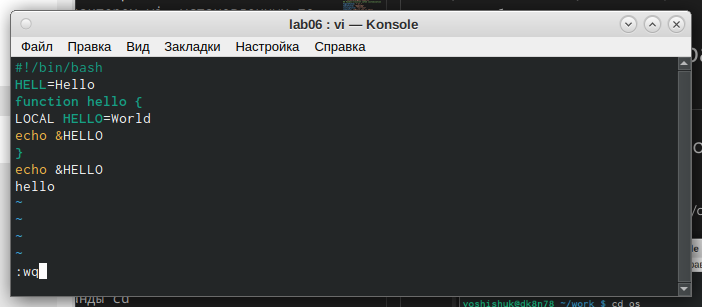 lab06 : vi — Konsole
Файл Правка Вид Закладки Настройка Справка
#!/bin/bash
HELL=Hello
function hello {
LOCAL HELLO=World
echo &HELLO
}
echo &HELLO
hello
~
~
~
~
:wq
yoshishuk@dk8n78 ~/work $ cd os